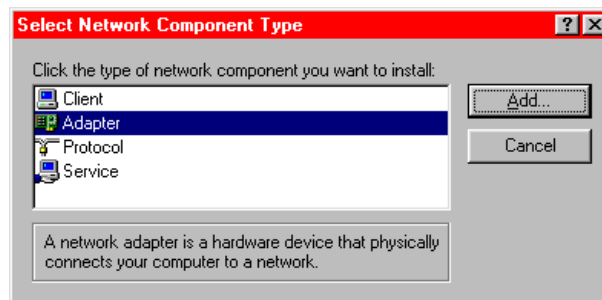 Select Network Component Type
Click the type of network component you want to install:
Client
Adapter
Protocol
Service
Add...
Cancel
A network adapter is a hardware device that physically
connects your computer to a network.